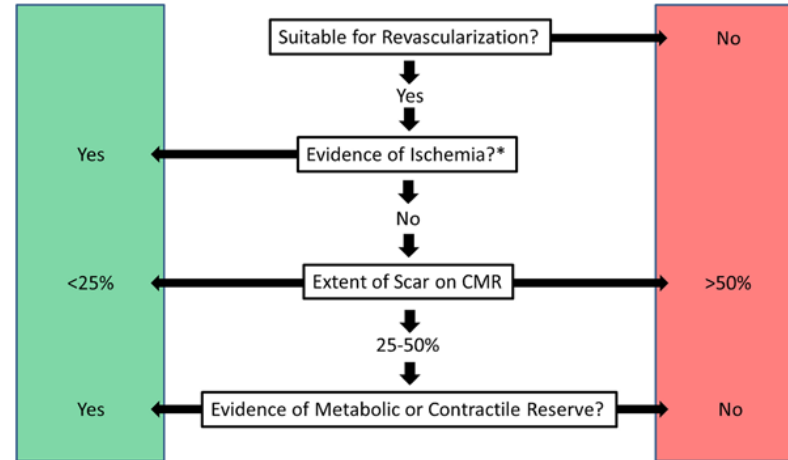 Suitable for Revascularization?
No
Yes
Yes
Evidence of Ischemia?*
No
<25%
Extent of Scar on CMR
>50%
25-50%
Yes
Evidence of Metabolic or Contractile Reserve?
No